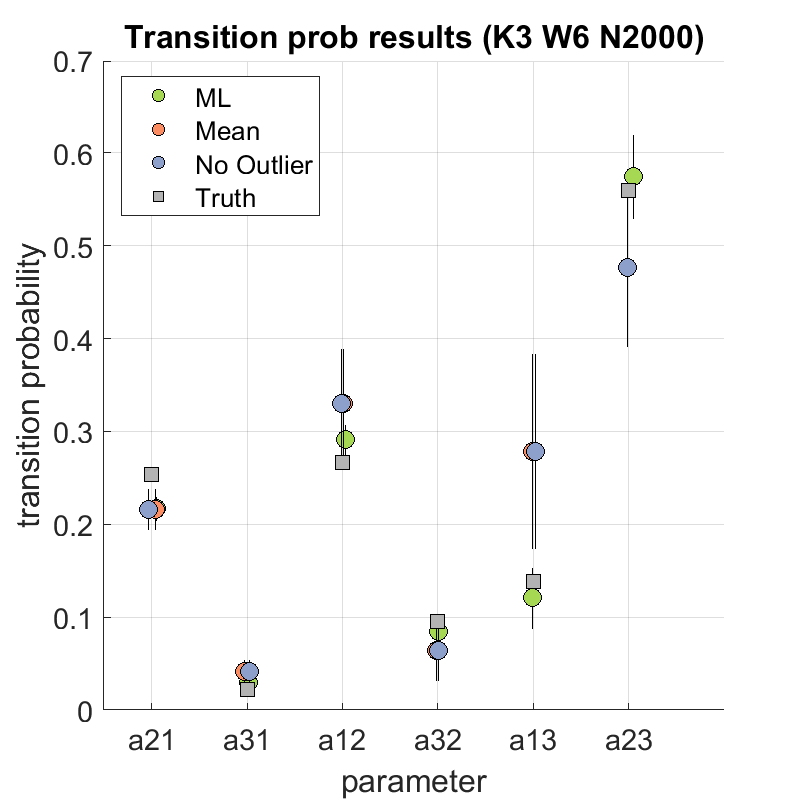 Transition prob results (K3 W6 N2000)
ML
Mean
No Outlier
Truth
transition probability
0.7
0.6
0.5
0.4
0.3
0.2
0.1
0
a21 a31 a12 a32 a13 a23
parameter